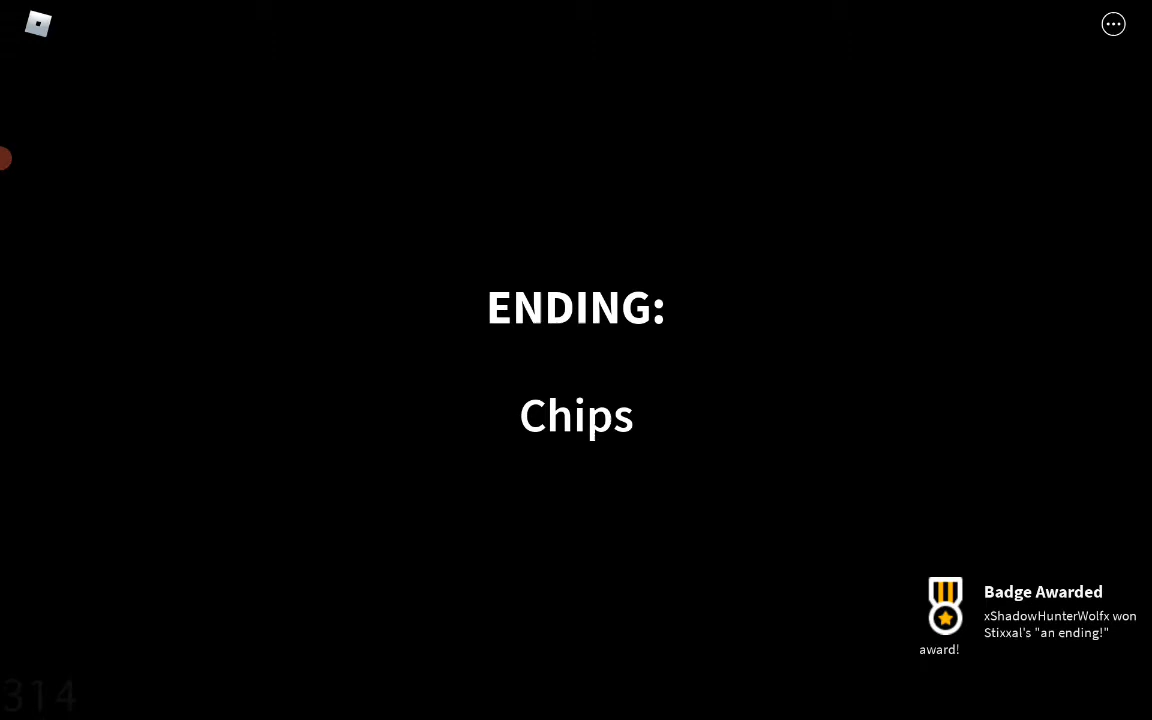 ENDING:
Chips
Badge Awarded
xShadowHunterWolfx won
Stixxal's "an ending!"
award!
314